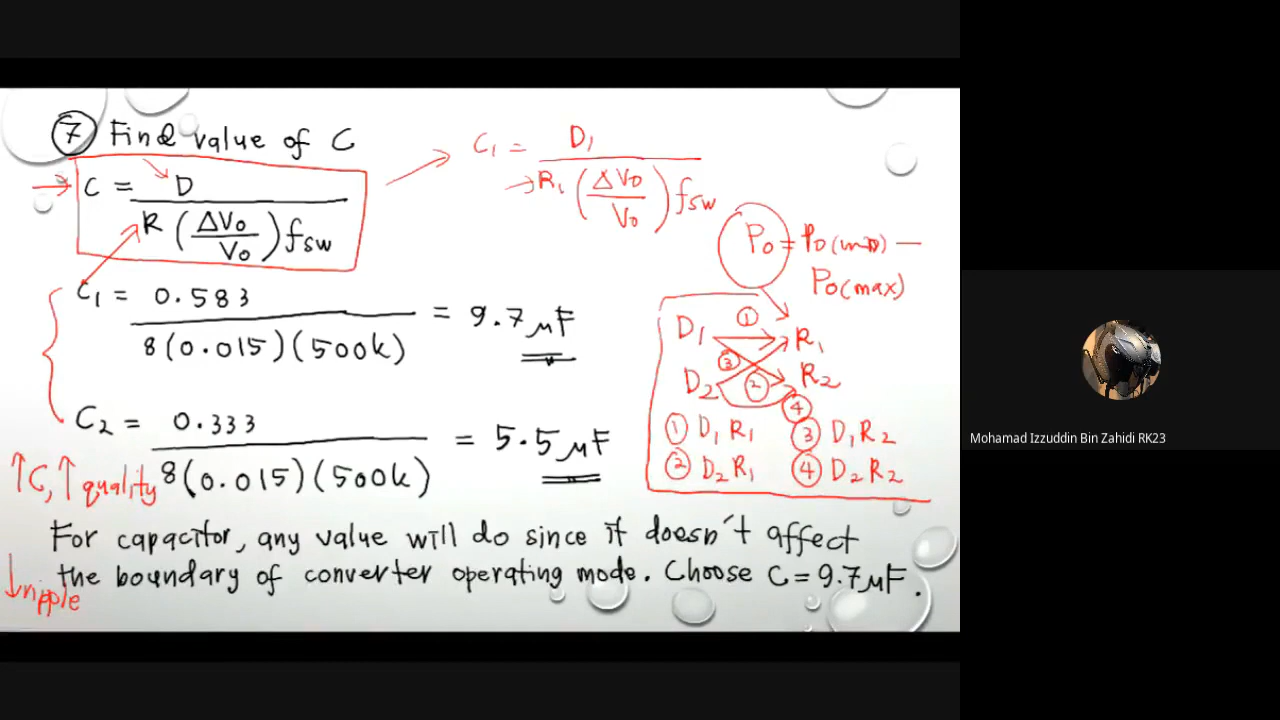 ⑦ Find value of C
C = D / R (ΔVo / Vo) fsw
C₁ = D₁ / R₁ (ΔVo / Vo) fsw
C₁ = 0.583 / 8(0.015)(500k) = 9.7μF
C₂ = 0.333 / 8(0.015)(500k) = 5.5μF
↑C, ↑quality
For capacitor, any value will do since it doesn't affect
the boundary of converter operating mode. Choose C = 9.7μF.
↓ripple
Po = Po(min) —
Po(max)
D₁ ① R₁
③ ② R₂
D₂ ④
① D₁ R₁ ③ D₁ R₂
② D₂ R₁ ④ D₂ R₂
Mohamad Izzuddin Bin Zahidi RK23